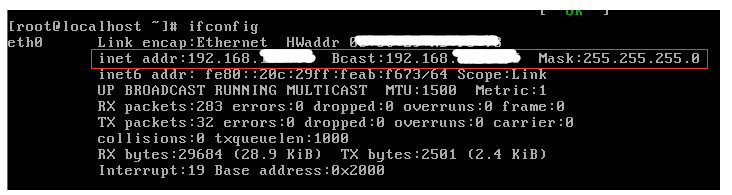 [ OK ]
[root@localhost ~]# ifconfig
eth0 Link encap:Ethernet HWaddr
inet addr:192.168. Bcast:192.168. Mask:255.255.255.0
inet6 addr: fe80::20c:29ff:feab:f673/64 Scope:Link
UP BROADCAST RUNNING MULTICAST MTU:1500 Metric:1
RX packets:283 errors:0 dropped:0 overruns:0 frame:0
TX packets:32 errors:0 dropped:0 overruns:0 carrier:0
collisions:0 txqueuelen:1000
RX bytes:29684 (28.9 KiB) TX bytes:2501 (2.4 KiB)
Interrupt:19 Base address:0x2000